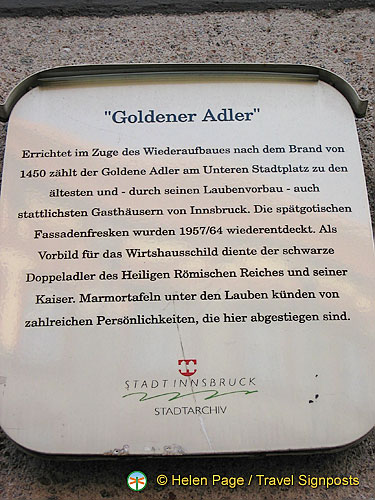 "Goldener Adler"
Errichtet im Zuge des Wiederaufbaues nach dem Brand von
1450 zählt der Goldene Adler am Unteren Stadtplatz zu den
ältesten und - durch seinen Laubenvorbau - auch
stattlichsten Gasthäusern von Innsbruck. Die spätgotischen
Fassadenfresken wurden 1957/64 wiederentdeckt. Als
Vorbild für das Wirtshausschild diente der schwarze
Doppeladler des Heiligen Römischen Reiches und seiner
Kaiser. Marmortafeln unter den Lauben künden von
zahlreichen Persönlichkeiten, die hier abgestiegen sind.
STADT INNSBRUCK
STADTARCHIV
© Helen Page / Travel Signposts